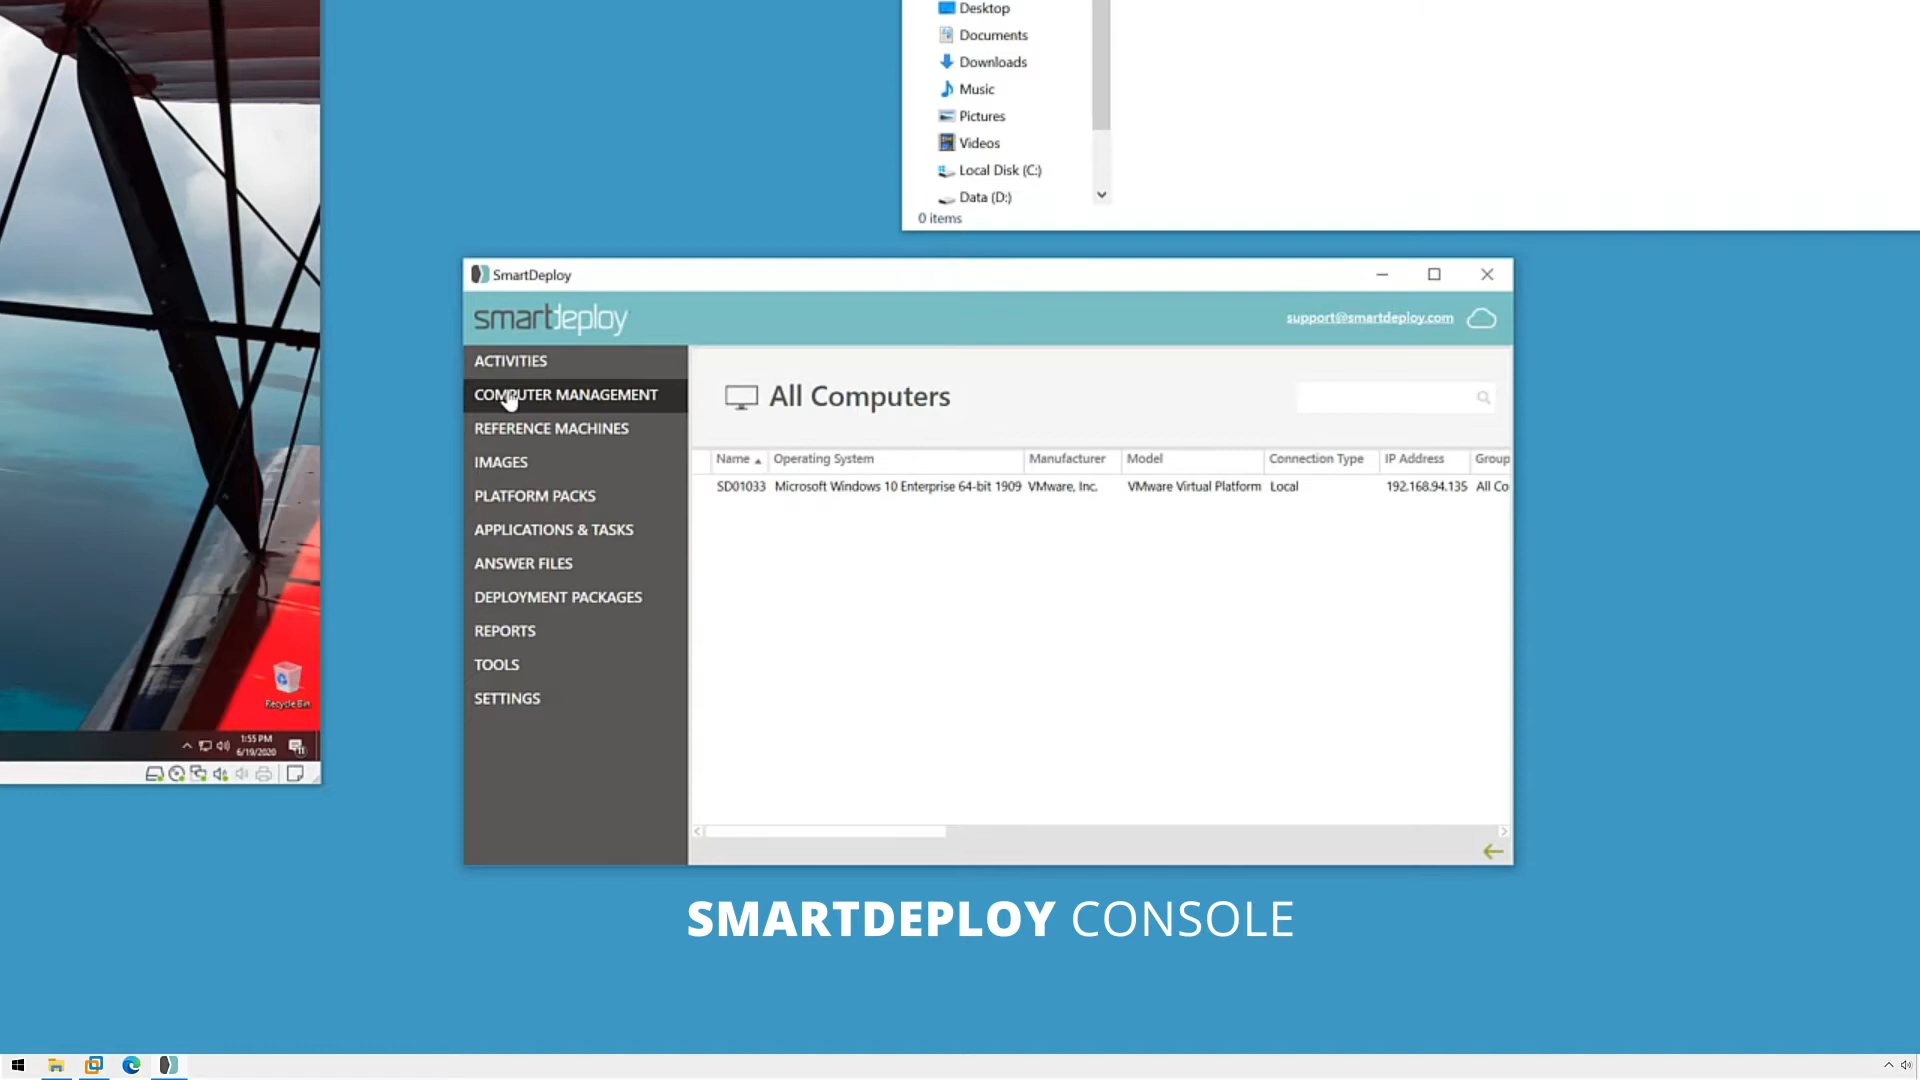 Desktop
Documents
Downloads
Music
Pictures
Videos
Local Disk (C:)
Data (D:)
0 items
SmartDeploy
smartdeploy
support@smartdeploy.com
ACTIVITIES
COMPUTER MANAGEMENT
REFERENCE MACHINES
IMAGES
PLATFORM PACKS
APPLICATIONS & TASKS
ANSWER FILES
DEPLOYMENT PACKAGES
REPORTS
TOOLS
SETTINGS
All Computers
Name Operating System Manufacturer Model Connection Type IP Address Group
SD01033 Microsoft Windows 10 Enterprise 64-bit 1909 VMware, Inc. VMware Virtual Platform Local 192.168.94.135 All Co
Recycle Bin
1:55 PM
6/19/2020
SMARTDEPLOY CONSOLE